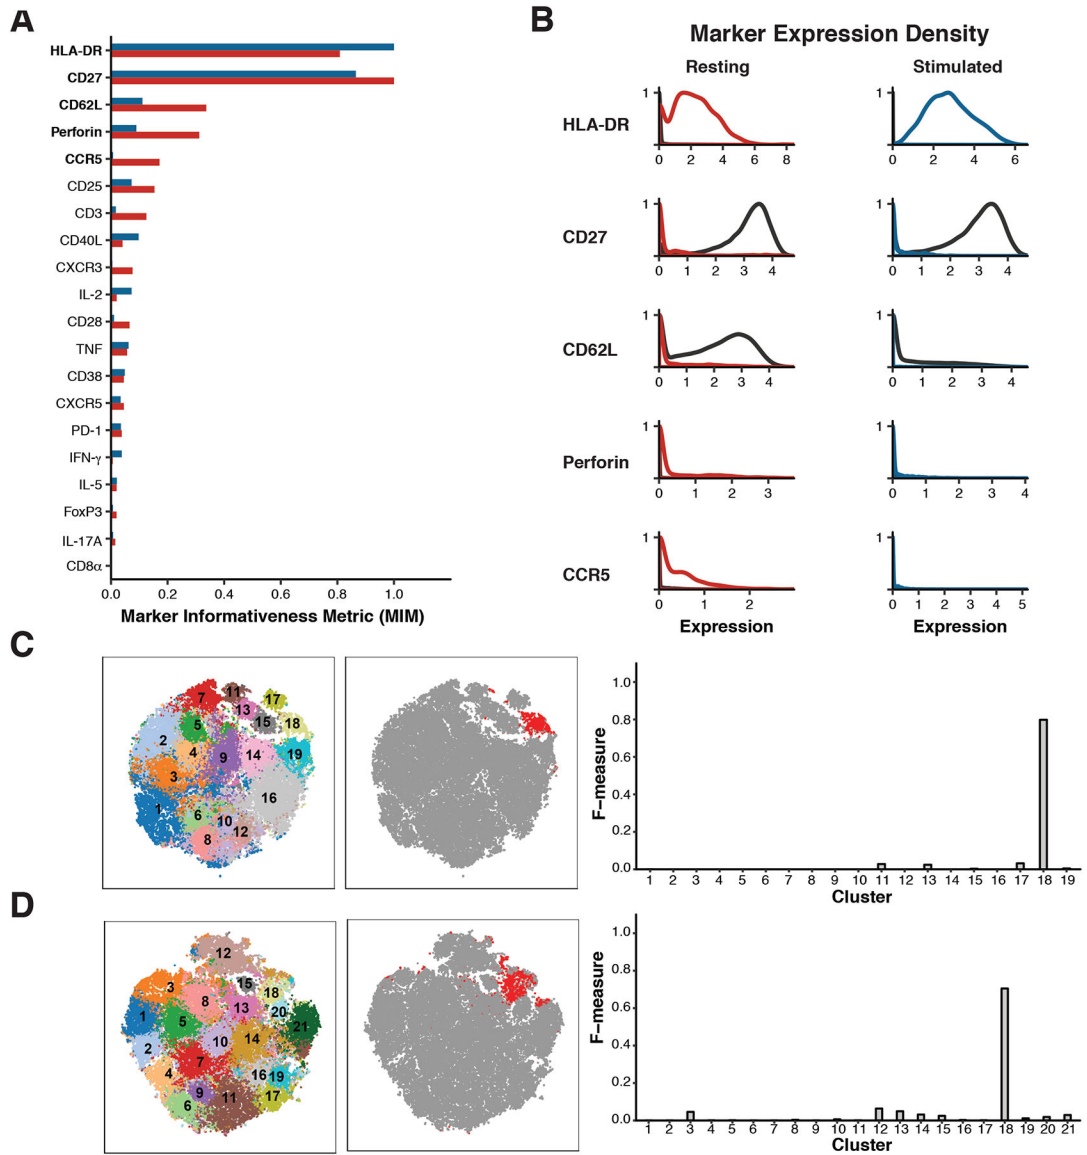 A
HLA-DR
CD27
CD62L
Perforin
CCR5
CD25
CD3
CD40L
CXCR3
IL-2
CD28
TNF
CD38
CXCR5
PD-1
IFN-γ
IL-5
FoxP3
IL-17A
CD8α
0.0 0.2 0.4 0.6 0.8 1.0
Marker Informativeness Metric (MIM)
B
Marker Expression Density
Resting Stimulated
HLA-DR
1 1
0 2 4 6 8 0 2 4 6
CD27
1 1
0 1 2 3 4 0 1 2 3 4
CD62L
1 1
0 1 2 3 4 0 1 2 3 4
Perforin
1 1
0 1 2 3 0 1 2 3 4
CCR5
1 1
0 1 2 0 1 2 3 4 5
Expression Expression
C
7 11 17
13
5 15 18
2
4 9 14 19
3
16
1
6 10
12
8
F-measure
1.0
0.8
0.6
0.4
0.2
0.0
1 2 3 4 5 6 7 8 9 10 11 12 13 14 15 16 17 18 19
Cluster
D
12
3 15
18
8 13
20
1 5 21
2 10 14
7
4 16 19
9 11 17
6
F-measure
1.0
0.8
0.6
0.4
0.2
0.0
1 2 3 4 5 6 7 8 9 10 11 12 13 14 15 16 17 18 19 20 21
Cluster